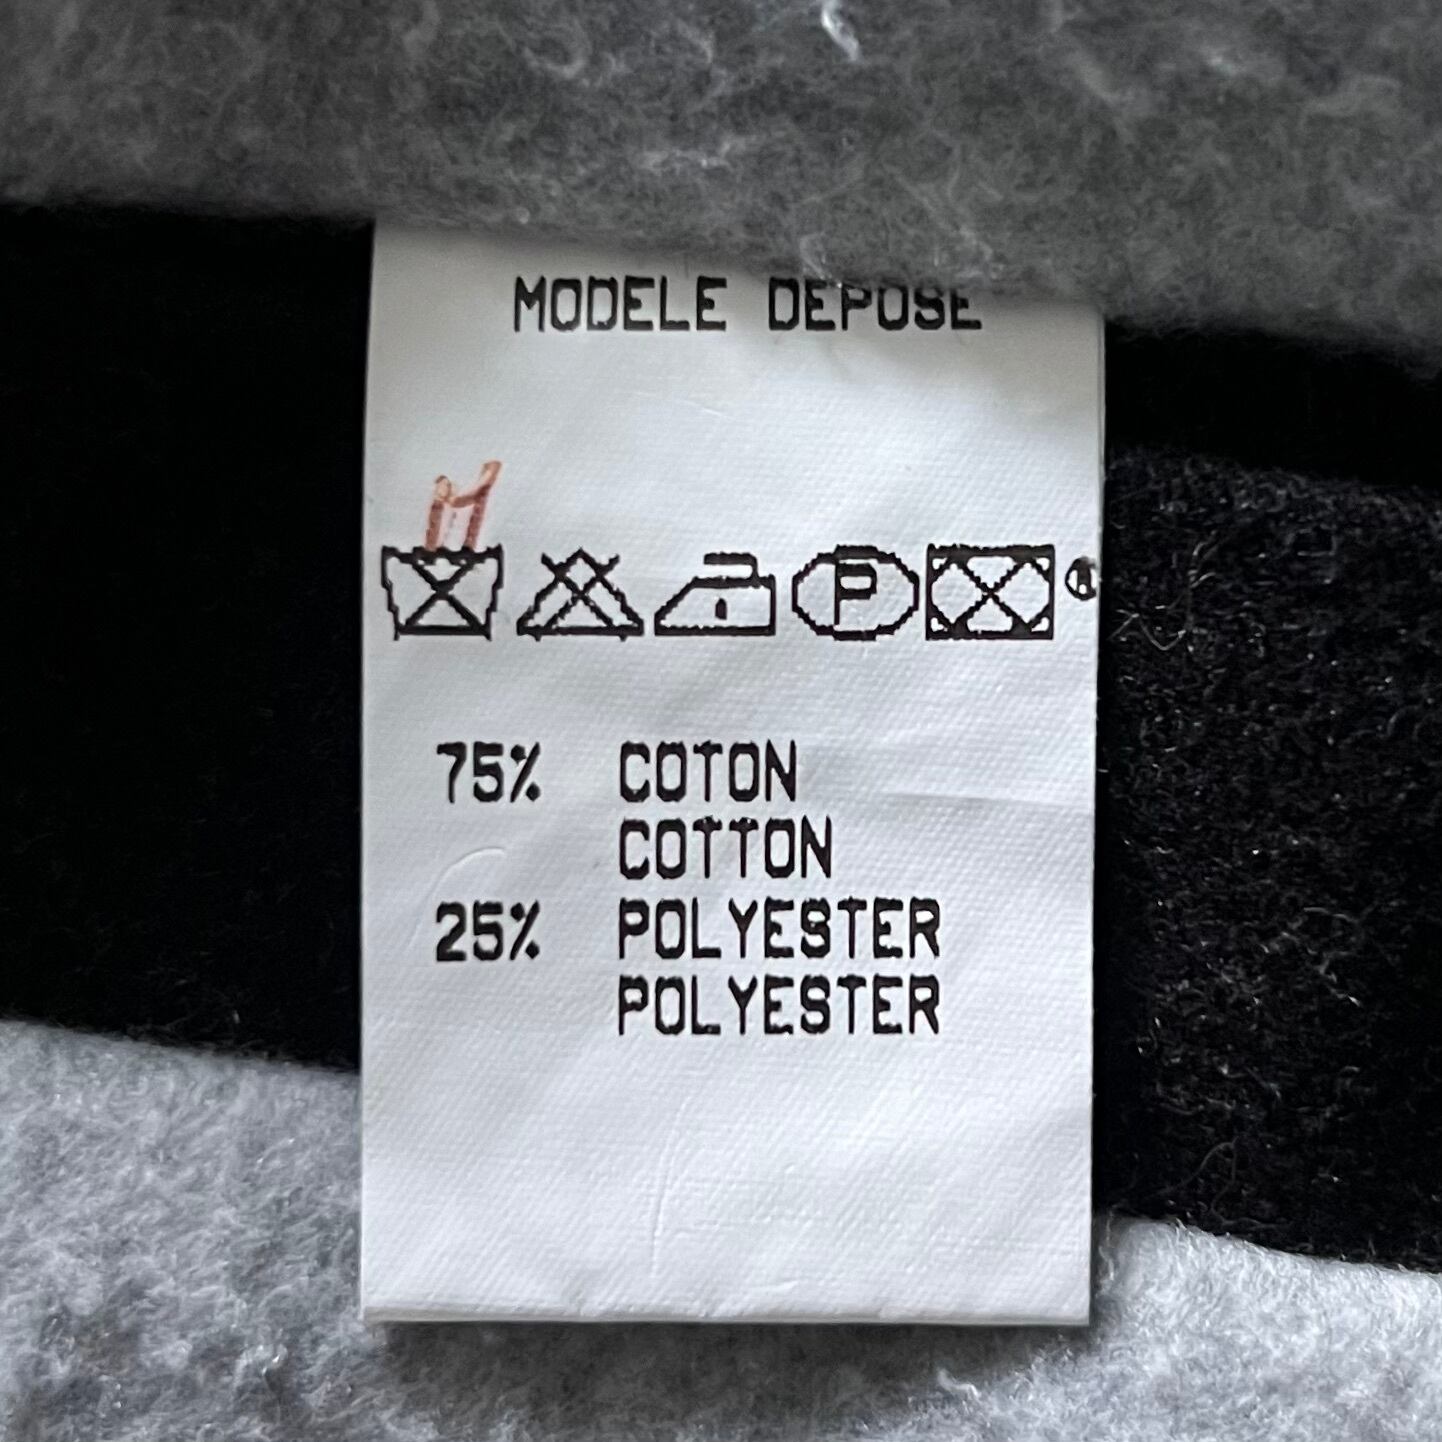 MODELE DEPOSE
P
75% COTON
COTTON
25% POLYESTER
POLYESTER